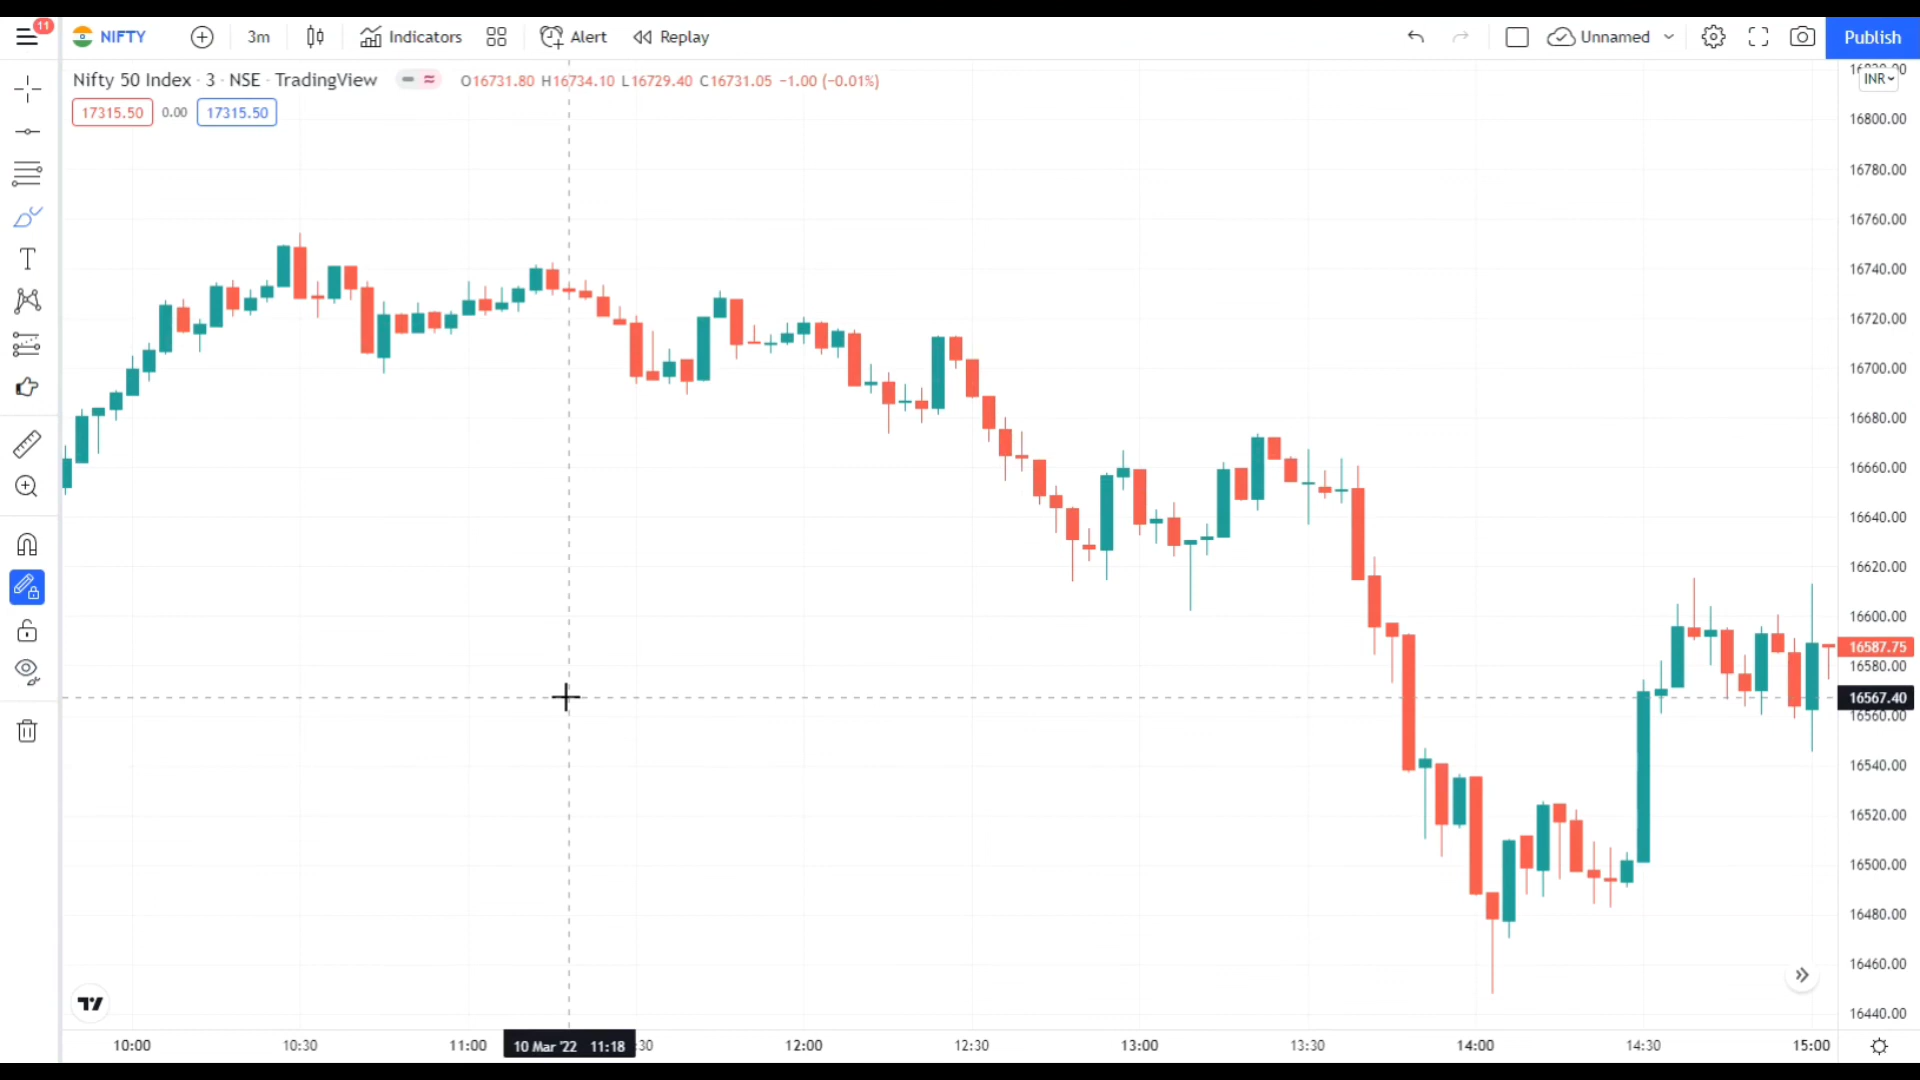 11
NIFTY
3m
Indicators
Alert
Replay
Unnamed
Publish
Nifty 50 Index · 3 · NSE · TradingView
O16731.80 H16734.10 L16729.40 C16731.05 −1.00 (−0.01%)
17315.50 0.00 17315.50
INR
16800.00
16780.00
16760.00
16740.00
16720.00
16700.00
16680.00
16660.00
16640.00
16620.00
16600.00
16587.75
16580.00
16567.40
16560.00
16540.00
16520.00
16500.00
16480.00
16460.00
16440.00
10:00 10:30 11:00 10 Mar '22 11:18 :30 12:00 12:30 13:00 13:30 14:00 14:30 15:00